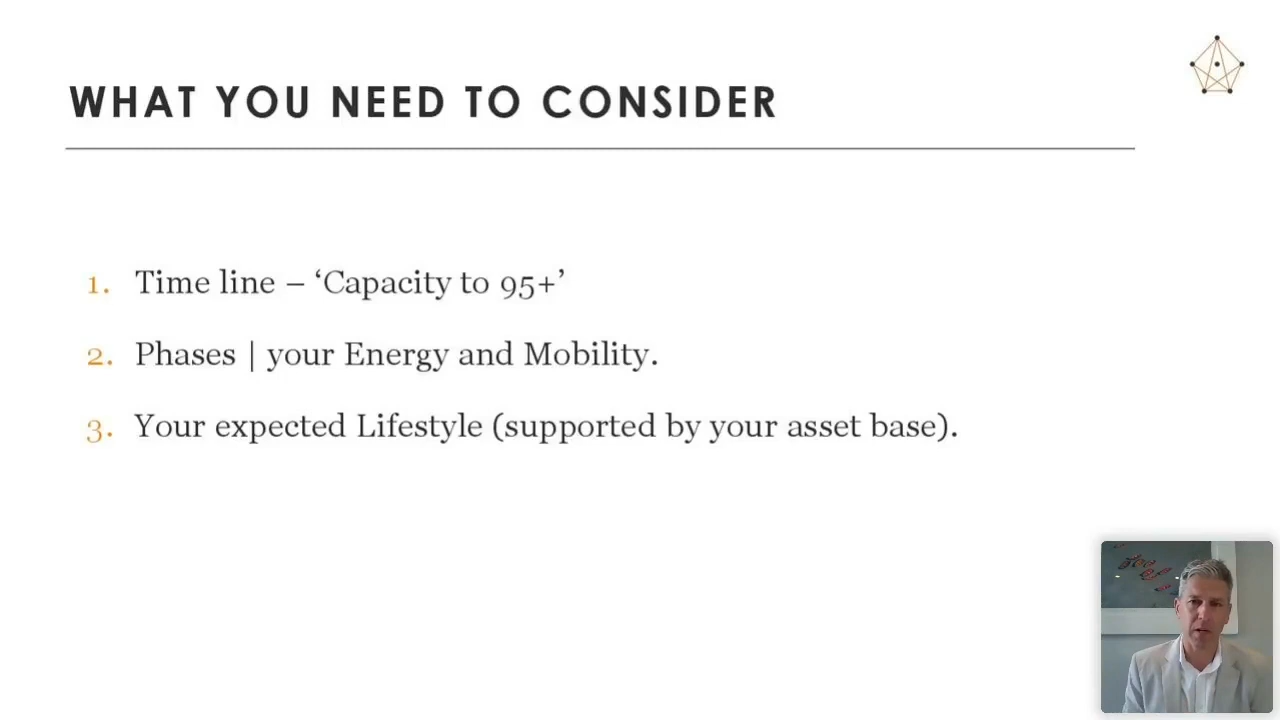 WHAT YOU NEED TO CONSIDER
1. Time line – ‘Capacity to 95+’
2. Phases | your Energy and Mobility.
3. Your expected Lifestyle (supported by your asset base).